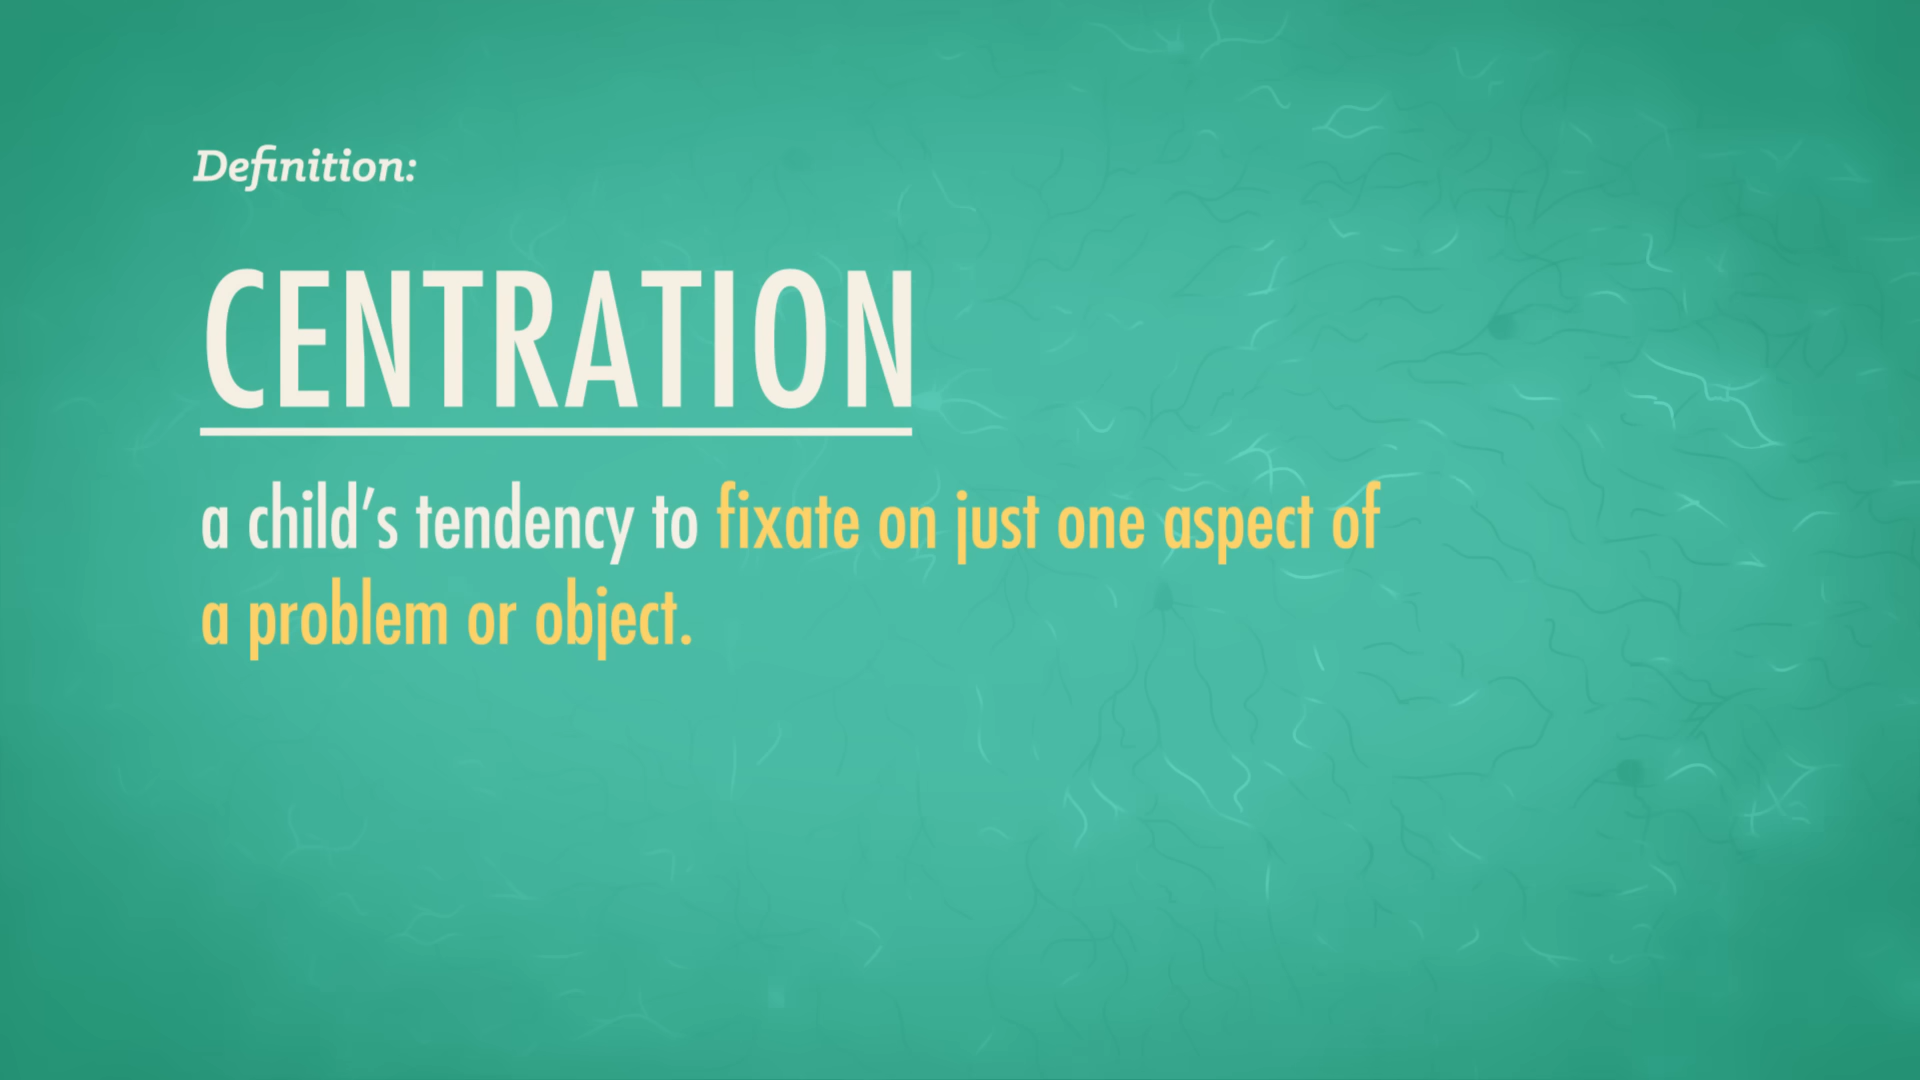 Definition:
CENTRATION
a child's tendency to fixate on just one aspect of
a problem or object.